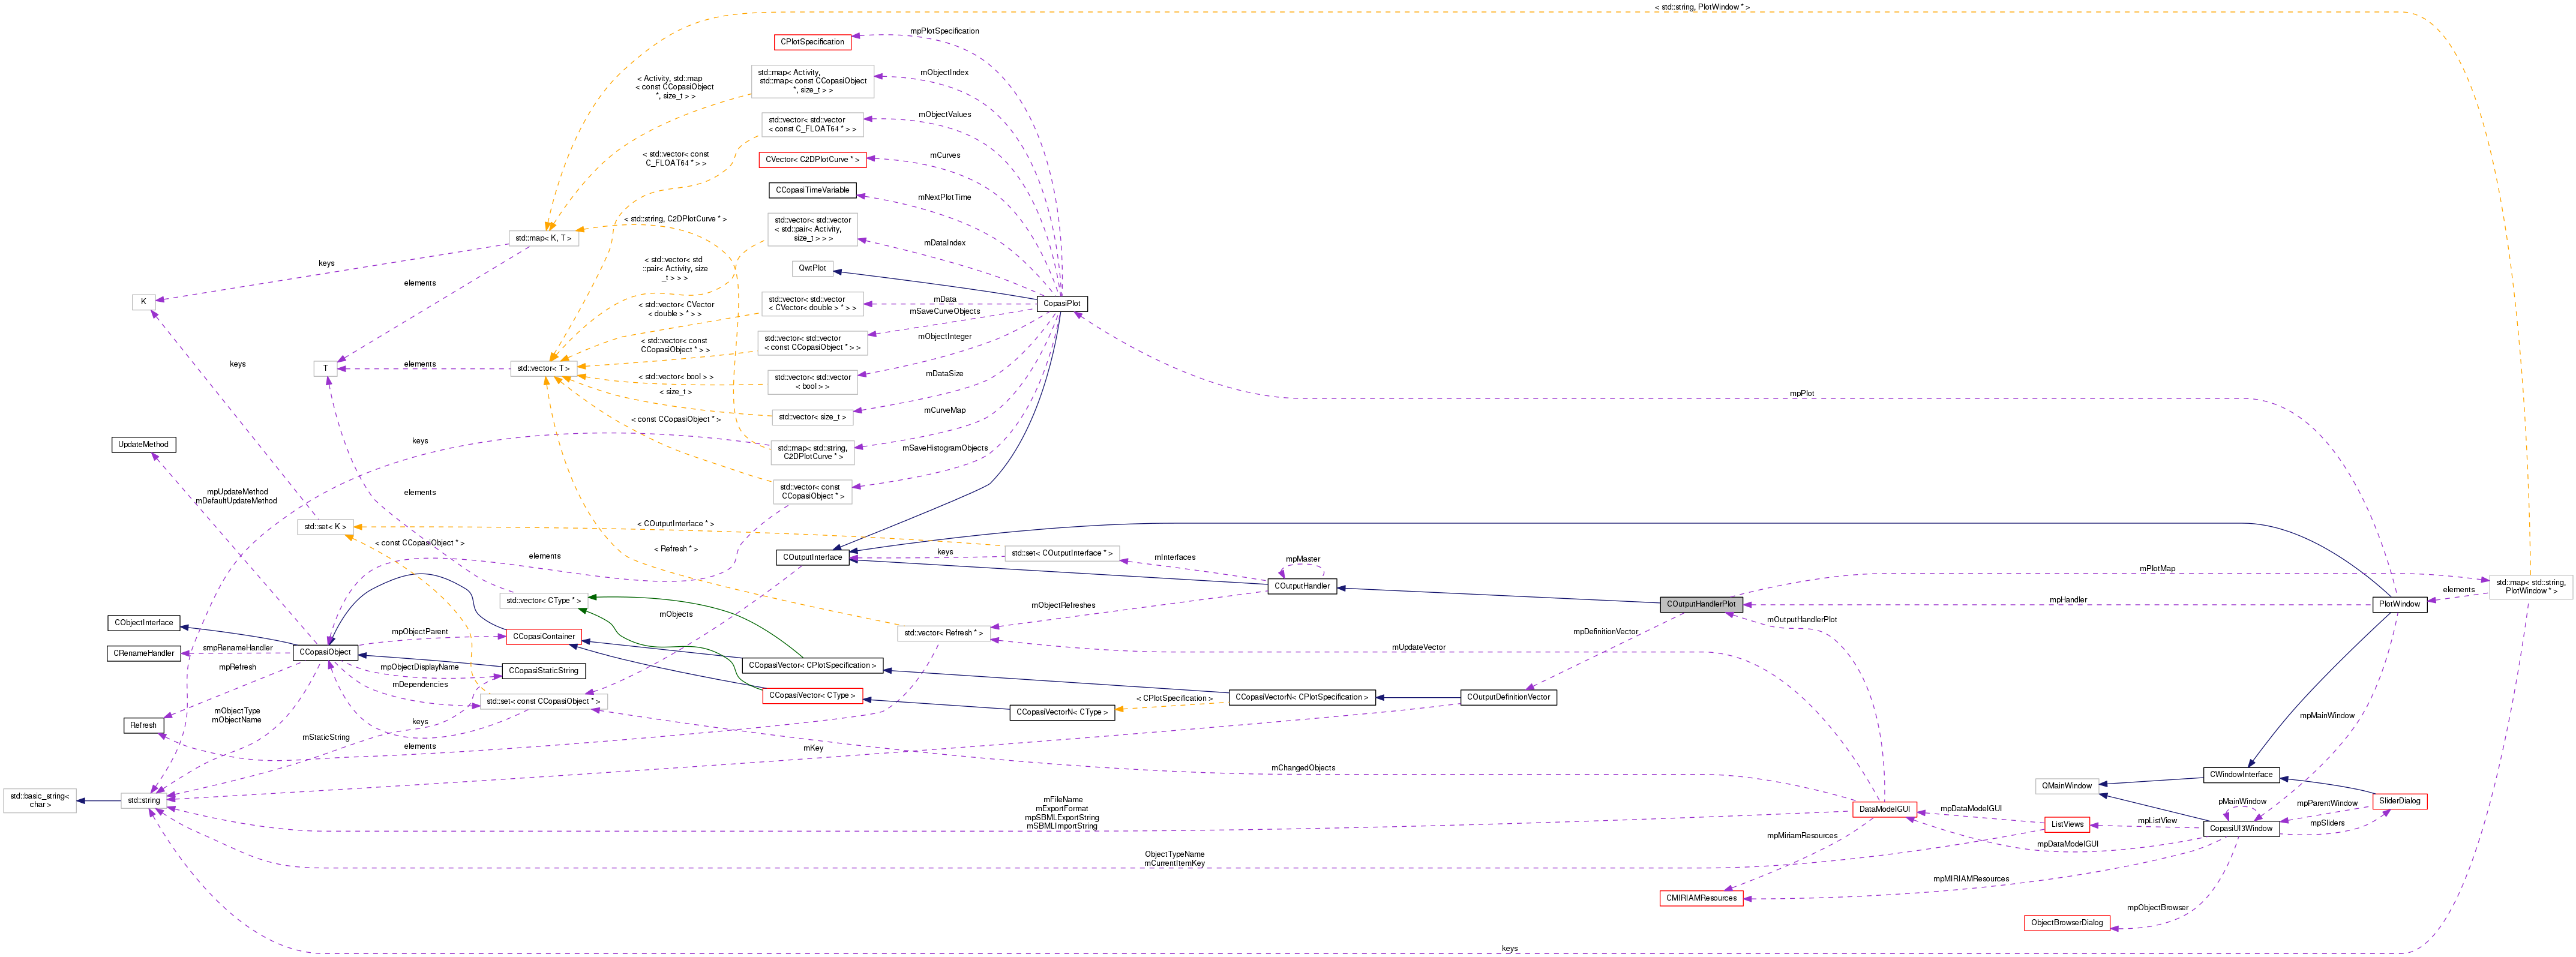 < std::string, PlotWindow * >
mpPlotSpecification
CPlotSpecification
std::map< Activity,
std::map< const CCopasiObject
*, size_t > >
mObjectIndex
< Activity, std::map
< const CCopasiObject
*, size_t > >
std::vector< std::vector
< const C_FLOAT64 * > >
mObjectValues
< std::vector< const
C_FLOAT64 * > >
CVector< C2DPlotCurve * >
mCurves
CCopasiTimeVariable
mNextPlotTime
< std::string, C2DPlotCurve * >
std::vector< std::vector
< std::pair< Activity,
size_t > > >
mDataIndex
std::map< K, T >
keys
elements
< std::vector< std
::pair< Activity, size
_t > > >
QwtPlot
K
< std::vector< CVector
< double > * > >
std::vector< std::vector
< CVector< double > * > >
mData
CopasiPlot
mSaveCurveObjects
< std::vector< const
CCopasiObject * > >
std::vector< std::vector
< const CCopasiObject * > >
mObjectInteger
keys
T
elements
std::vector< T >
< std::vector< bool > >
std::vector< std::vector
< bool > >
mDataSize
< size_t >
std::vector< size_t >
mpPlot
mCurveMap
< const CCopasiObject * >
UpdateMethod
keys
std::map< std::string,
C2DPlotCurve * >
mSaveHistogramObjects
mpUpdateMethod
mDefaultUpdateMethod
elements
std::vector< const
CCopasiObject * >
std::set< K >
< COutputInterface * >
< const CCopasiObject * >
elements
< Refresh * >
COutputInterface
keys
std::set< COutputInterface * >
mInterfaces
mpMaster
COutputHandler
mPlotMap
std::map< std::string,
PlotWindow * >
std::vector< CType * >
mObjects
mObjectRefreshes
COutputHandlerPlot
mpHandler
PlotWindow
elements
CObjectInterface
CCopasiContainer
mpObjectParent
std::vector< Refresh * >
mpDefinitionVector
mOutputHandlerPlot
CRenameHandler
smpRenameHandler
CCopasiObject
mpRefresh
mpObjectDisplayName
CCopasiStaticString
CCopasiVector< CPlotSpecification >
mUpdateVector
mDependencies
std::set< const CCopasiObject * >
CCopasiVector< CType >
CCopasiVectorN< CType >
< CPlotSpecification >
CCopasiVectorN< CPlotSpecification >
COutputDefinitionVector
Refresh
mObjectType
mObjectName
keys
mStaticString
elements
mKey
mpMainWindow
mChangedObjects
CWindowInterface
QMainWindow
std::basic_string<
char >
std::string
mFileName
mExportFormat
mpSBMLExportString
mSBMLImportString
DataModelGUI
mpDataModelGUI
ListViews
mpListView
pMainWindow
CopasiUI3Window
mpParentWindow
mpSliders
SliderDialog
mpMiriamResources
mpDataModelGUI
ObjectTypeName
mCurrentItemKey
mpMIRIAMResources
CMIRIAMResources
mpObjectBrowser
ObjectBrowserDialog
keys